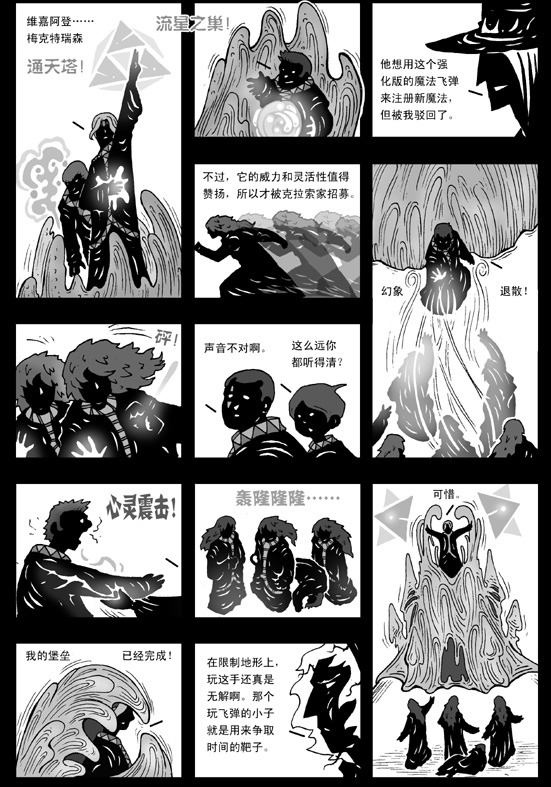 维嘉阿登……
梅克特瑞森
通天塔！
流星之巢！
他想用这个强
化版的魔法飞弹
来注册新魔法，
但被我驳回了。
不过，它的威力和灵活性值得
赞扬，所以才被克拉索家招募。
幻象
退散！
砰！
声音不对啊。
这么远你
都听得清？
心灵震击！
轰隆隆隆……
可惜。
我的堡垒
已经完成！
在限制地形上，
玩这手还真是
无解啊。那个
玩飞弹的小子
就是用来争取
时间的靶子。